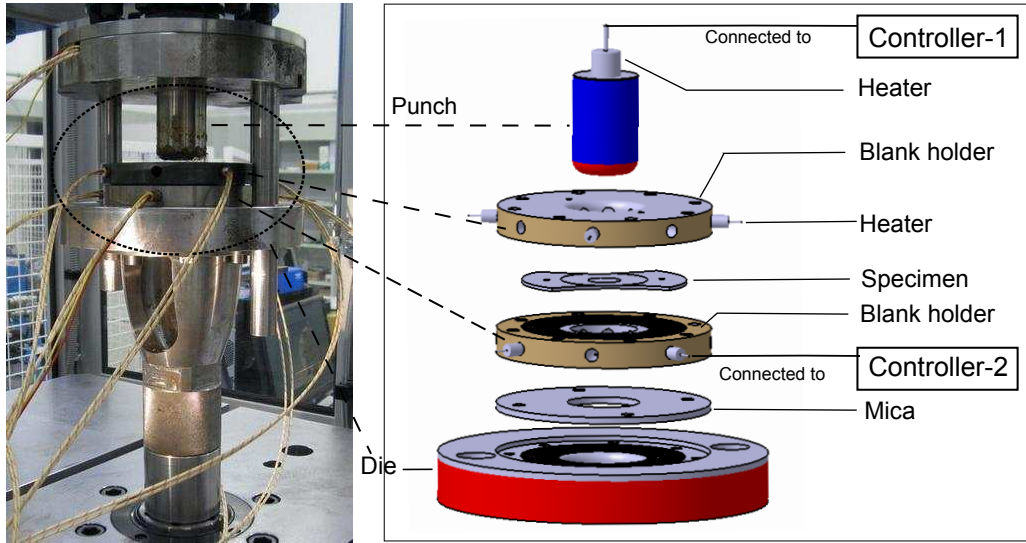 Connected to
Controller-1
Heater
Punch
Blank holder
Heater
Specimen
Blank holder
Connected to
Controller-2
Mica
Die